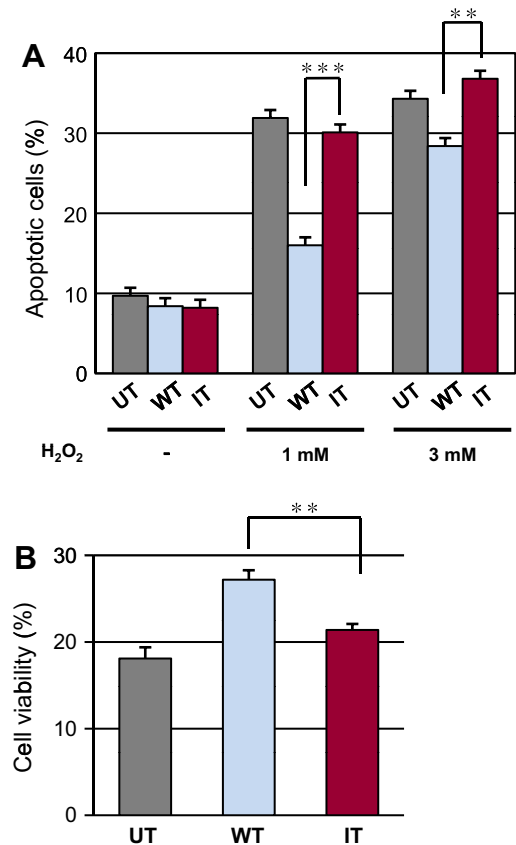 A
Apoptotic cells (%)
40
30
20
10
0
***
**
UT WT IT UT WT IT UT WT IT
H₂O₂ - 1 mM 3 mM
B
Cell viability (%)
30
20
10
0
**
UT WT IT